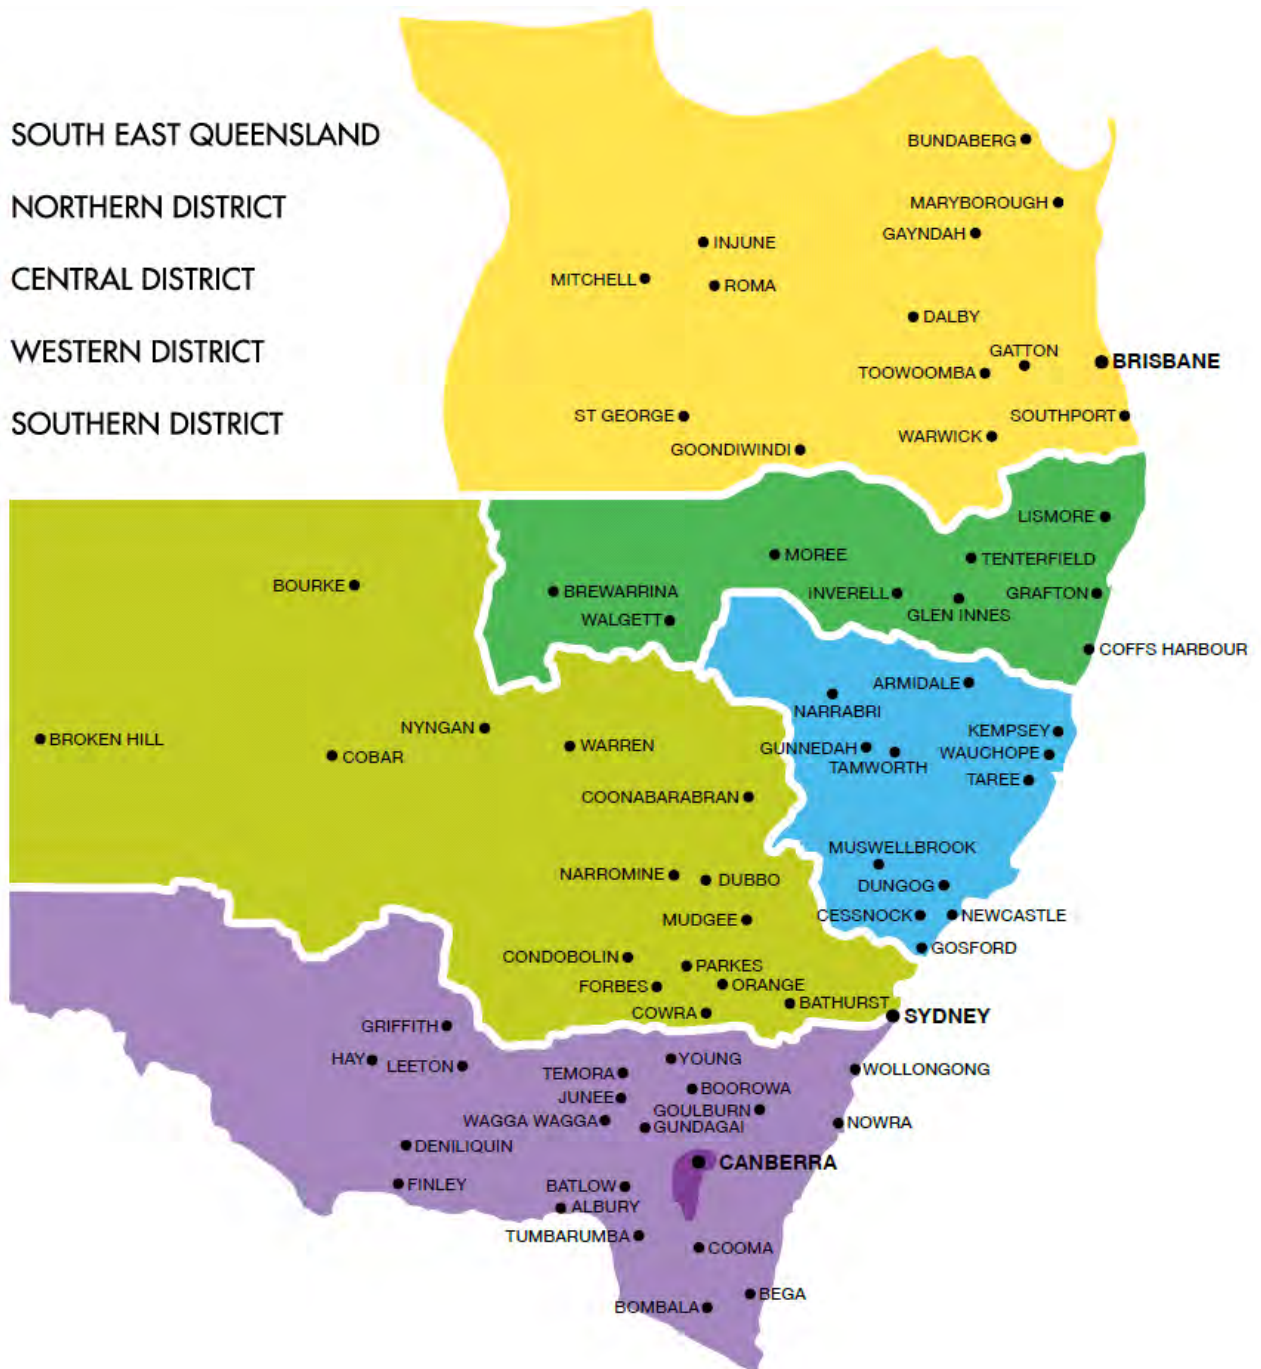 SOUTH EAST QUEENSLAND
NORTHERN DISTRICT
CENTRAL DISTRICT
WESTERN DISTRICT
SOUTHERN DISTRICT
BUNDABERG
MARYBOROUGH
GAYNDAH
INJUNE
MITCHELL
ROMA
DALBY
GATTON
BRISBANE
TOOWOOMBA
ST GEORGE
SOUTHPORT
WARWICK
GOONDIWINDI
LISMORE
MOREE
TENTERFIELD
BOURKE
BREWARRINA
INVERELL
GRAFTON
GLEN INNES
WALGETT
COFFS HARBOUR
ARMIDALE
NARRABRI
NYNGAN
KEMPSEY
BROKEN HILL
WARREN
GUNNEDAH
WAUCHOPE
COBAR
TAMWORTH
TAREE
COONABARABRAN
MUSWELLBROOK
NARROMINE
DUBBO
DUNGOG
MUDGEE
CESSNOCK
NEWCASTLE
GOSFORD
CONDOBOLIN
PARKES
FORBES
ORANGE
BATHURST
COWRA
SYDNEY
GRIFFITH
HAY
LEETON
YOUNG
WOLLONGONG
TEMORA
BOOROWA
JUNEE
GOULBURN
WAGGA WAGGA
GUNDAGAI
NOWRA
DENILIQUIN
CANBERRA
FINLEY
BATLOW
ALBURY
TUMBARUMBA
COOMA
BEGA
BOMBALA